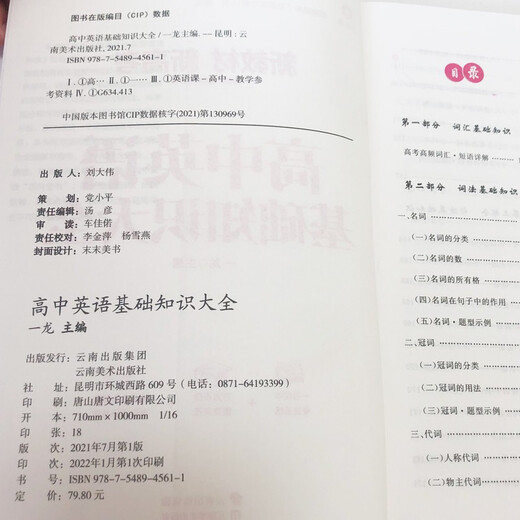 图书在版编目(CIP)数据
高中英语基础知识大全/一龙主编. -- 昆明:云
南美术出版社,2021.7
ISBN 978-7-5489-4561-1
Ⅰ.①高… Ⅱ.①一… Ⅲ.①英语课-高中-教学参
考资料 Ⅳ.①G634.413
中国版本图书馆CIP数据核字(2021)第130969号
出 版 人:刘大伟
策 划:党小平
责任编辑:汤 彦
审 读:车佳偌
责任校对:李金萍 杨雪燕
封面设计:末末美书
高中英语基础知识大全
一龙 主编
出版发行:云南出版集团
云南美术出版社
社 址:昆明市环城西路609号(电话:0871-64193399)
印 刷:唐山唐文印刷有限公司
开 本:710mm×1000mm 1/16
印 张:18
版 次:2021年7月第1版
印 次:2022年1月第1次印刷
书 号:ISBN 978-7-5489-4561-1
定 价:79.80元
目录
第一部分 词汇基础知识
高考高频词汇·短语详解
第二部分 词法基础知识
一、名词
(一)名词的分类
(二)名词的数
(三)名词的所有格
(四)名词在句子中的作用
(五)名词·题型示例
二、冠词
(一)冠词的分类
(二)冠词的用法
(三)冠词·题型示例
三、代词
(一)人称代词
(二)物主代词